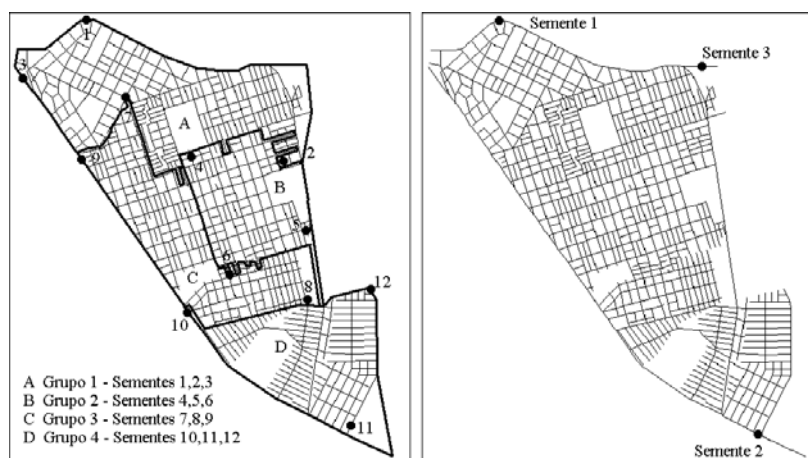 1
3
7
A
9
4
2
B
5
6
C
8
12
10
D
11
A Grupo 1 - Sementes 1,2,3
B Grupo 2 - Sementes 4,5,6
C Grupo 3 - Sementes 7,8,9
D Grupo 4 - Sementes 10,11,12
Semente 1
Semente 3
Semente 2